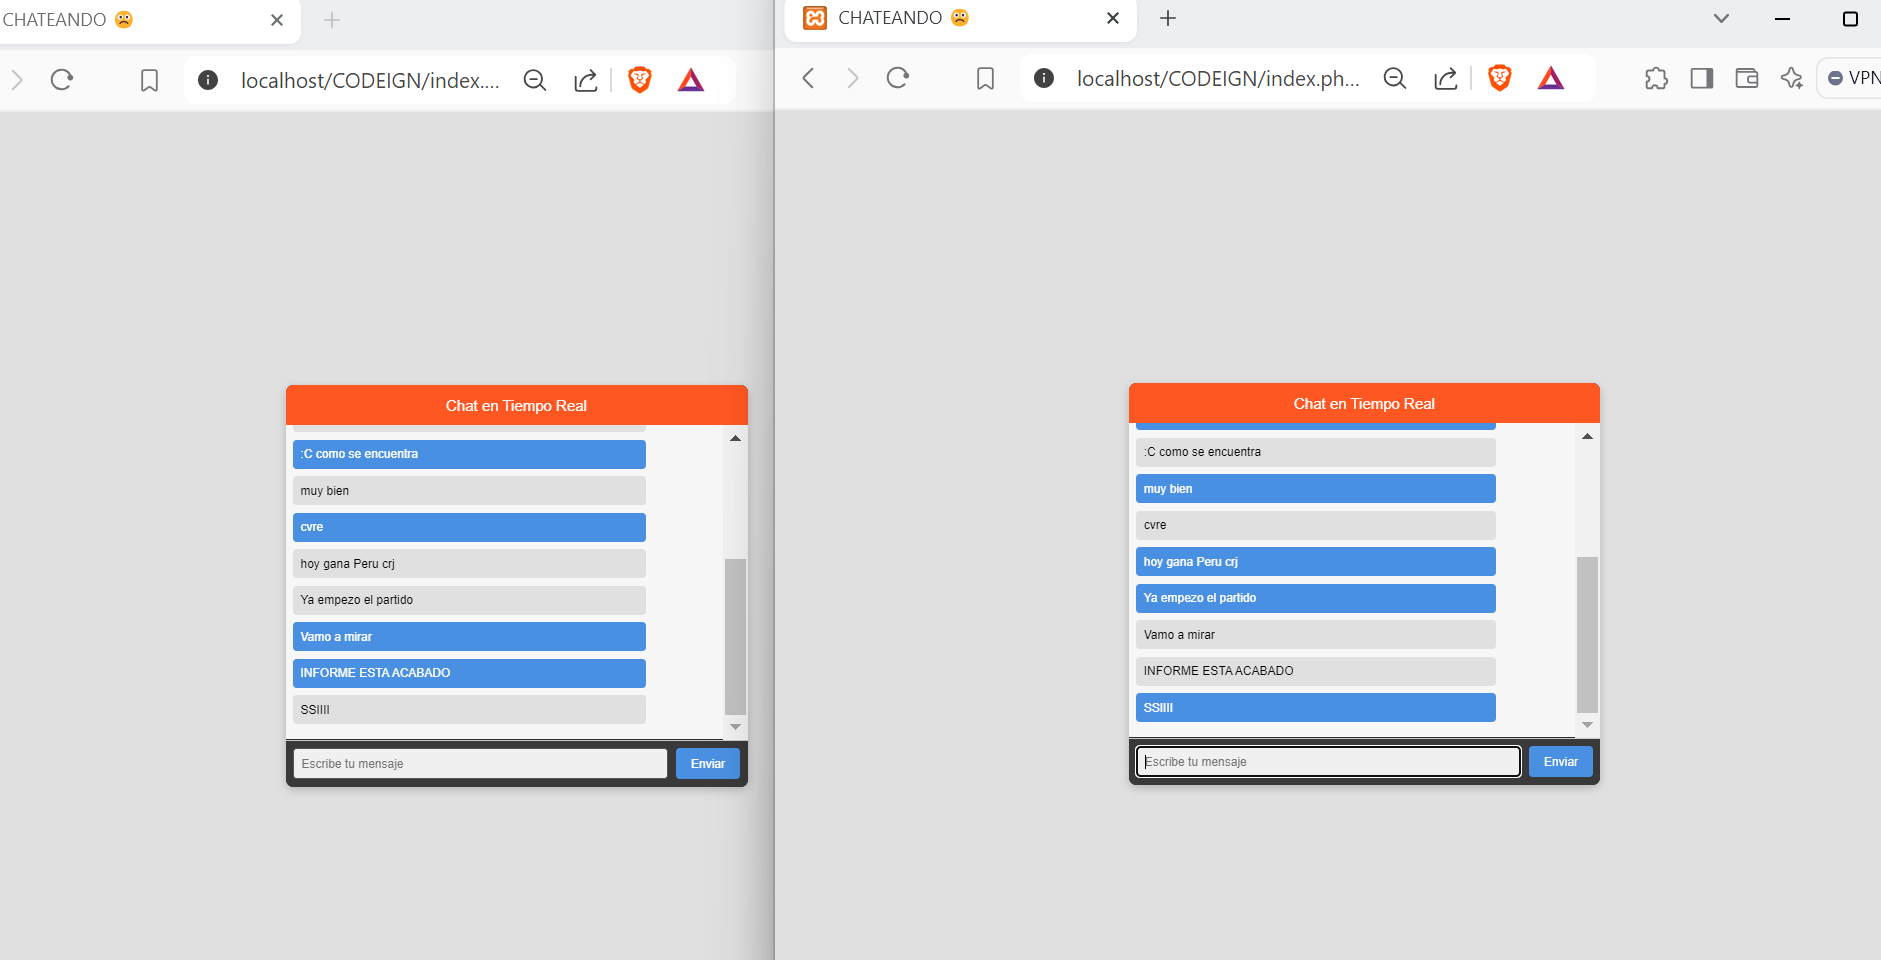 CHATEANDO 🙁
localhost/CODEIGN/index....
Chat en Tiempo Real
:C como se encuentra
muy bien
cvre
hoy gana Peru crj
Ya empezo el partido
Vamo a mirar
INFORME ESTA ACABADO
SSIIII
Escribe tu mensaje
Enviar
CHATEANDO 🙁
localhost/CODEIGN/index.ph...
VPN
Chat en Tiempo Real
:C como se encuentra
muy bien
cvre
hoy gana Peru crj
Ya empezo el partido
Vamo a mirar
INFORME ESTA ACABADO
SSIIII
Escribe tu mensaje
Enviar